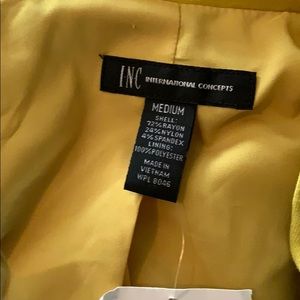 INC INTERNATIONAL CONCEPTS
MEDIUM
SHELL:
72%RAYON
24%NYLON
4%SPANDEX
LINING:
100%POLYESTER
MADE IN
VIETNAM
WPL 8046